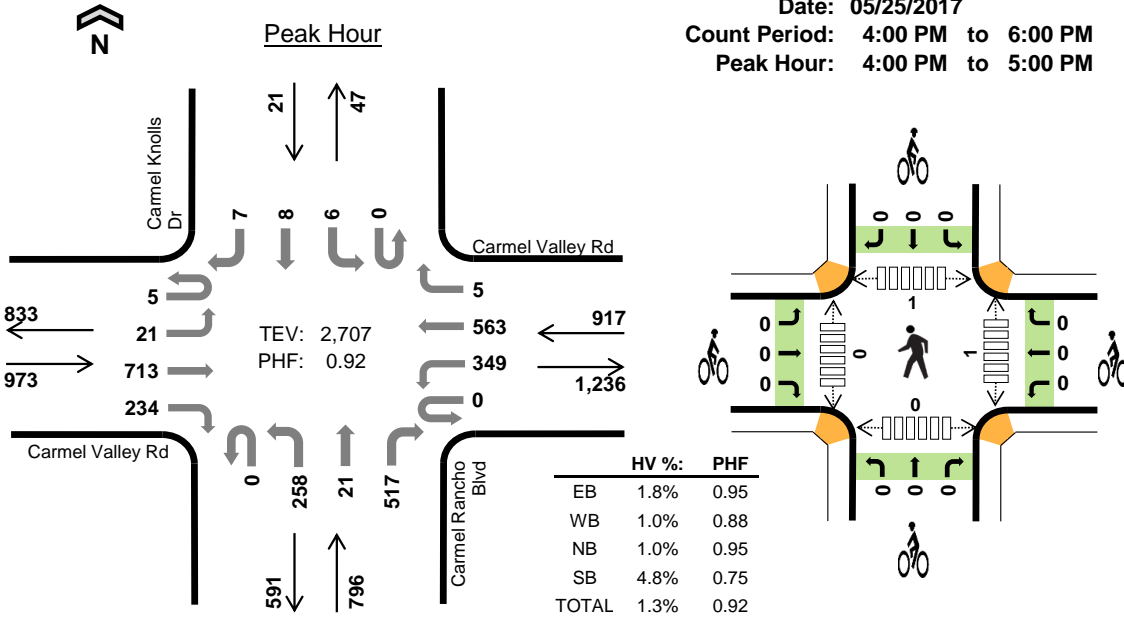 N
Peak Hour
Date: 05/25/2017
Count Period: 4:00 PM to 6:00 PM
Peak Hour: 4:00 PM to 5:00 PM
21
47
Carmel Knolls
Dr
7
8
6
0
Carmel Valley Rd
5
21
713
234
833
973
TEV: 2,707
PHF: 0.92
5
563
349
0
917
1,236
Carmel Valley Rd
0
258
21
517
Carmel Rancho
Blvd
591
796
HV %: PHF
EB 1.8% 0.95
WB 1.0% 0.88
NB 1.0% 0.95
SB 4.8% 0.75
TOTAL 1.3% 0.92
0
0
0
1
0
0
0
0
1
0
0
0
0
0
0
0